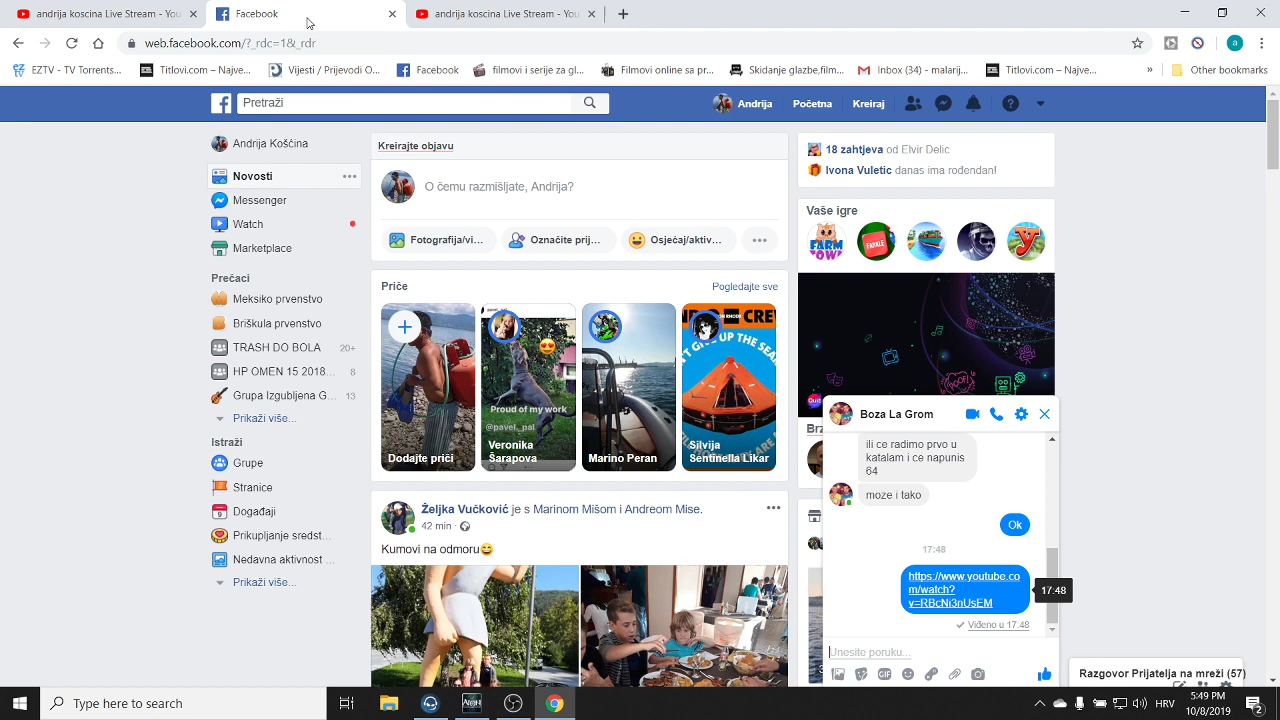 andrija koscina Live Stream - You
Facebook
andrija koscina Live Stream - You
web.facebook.com/?_rdc=1&_rdr
EZTV - TV Torrents...
Titlovi.com - Najve...
Vijesti / Prijevodi O...
Facebook
filmovi i serije za gl...
Filmovi online sa pr...
Skidanje glazbe,film...
Inbox (34) - malarij...
Titlovi.com – Najve...
Other bookmarks
Pretraži
Andrija
Početna
Kreiraj
Andrija Koščina
Novosti
Messenger
Watch
Marketplace
Prečaci
Meksiko prvenstvo
Briškula prvenstvo
TRASH DO BOLA 20+
HP OMEN 15 2018... 8
Grupa Izgubljena G... 13
Prikaži više...
Istraži
Grupe
Stranice
Događaji
Prikupljanje sredst...
Nedavna aktivnost ...
Prikaži više...
Kreirajte objavu
O čemu razmišljate, Andrija?
Fotografija/vi...
Označite prij...
Osjećaj/aktiv...
Priče
Pogledajte sve
Dodajte priči
Proud of my work
@pavel_pal
Veronika Šarapova
Marino Peran
Silvija Sentinella Likar
Željka Vučković je s Marinom Mišom i Andreom Mise.
42 min
Kumovi na odmoru
18 zahtjeva od Elvir Delic
Ivona Vuletic danas ima rođendan!
Vaše igre
Boza La Grom
ili ce radimo prvo u
katalam i ce napunis
64
moze i tako
Ok
17:48
https://www.youtube.co
m/watch?
v=RBcNi3nUsEM
17:48
Viđeno u 17:48
Unesite poruku...
GIF
Razgovor Prijatelja na mreži (57)
Type here to search
HRV
5:49 PM
10/8/2019
2